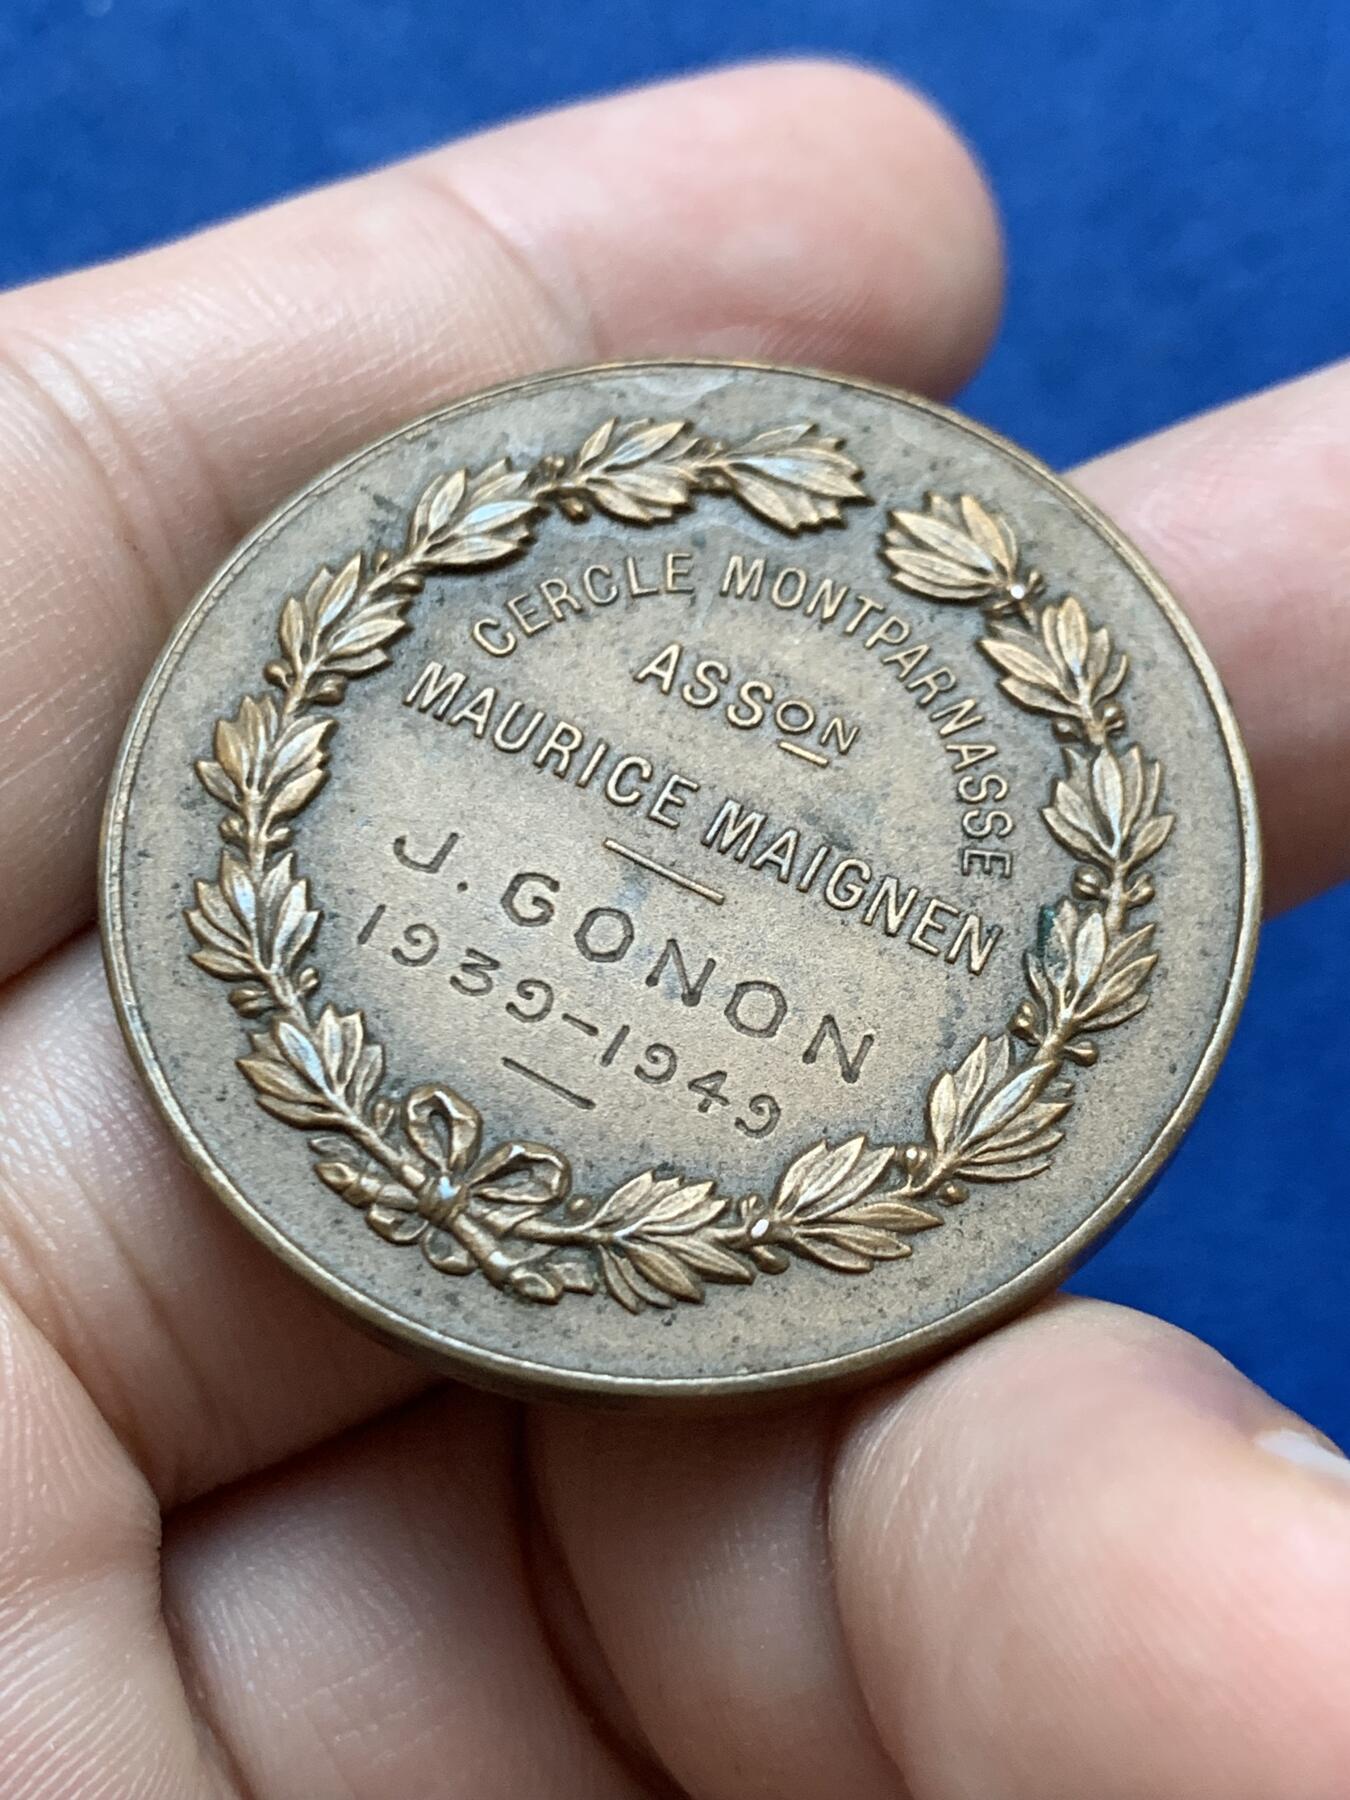 CERCLE MONTPARNASSE
ASSON
MAURICE MAIGNEN
J. GONON
1939-1949